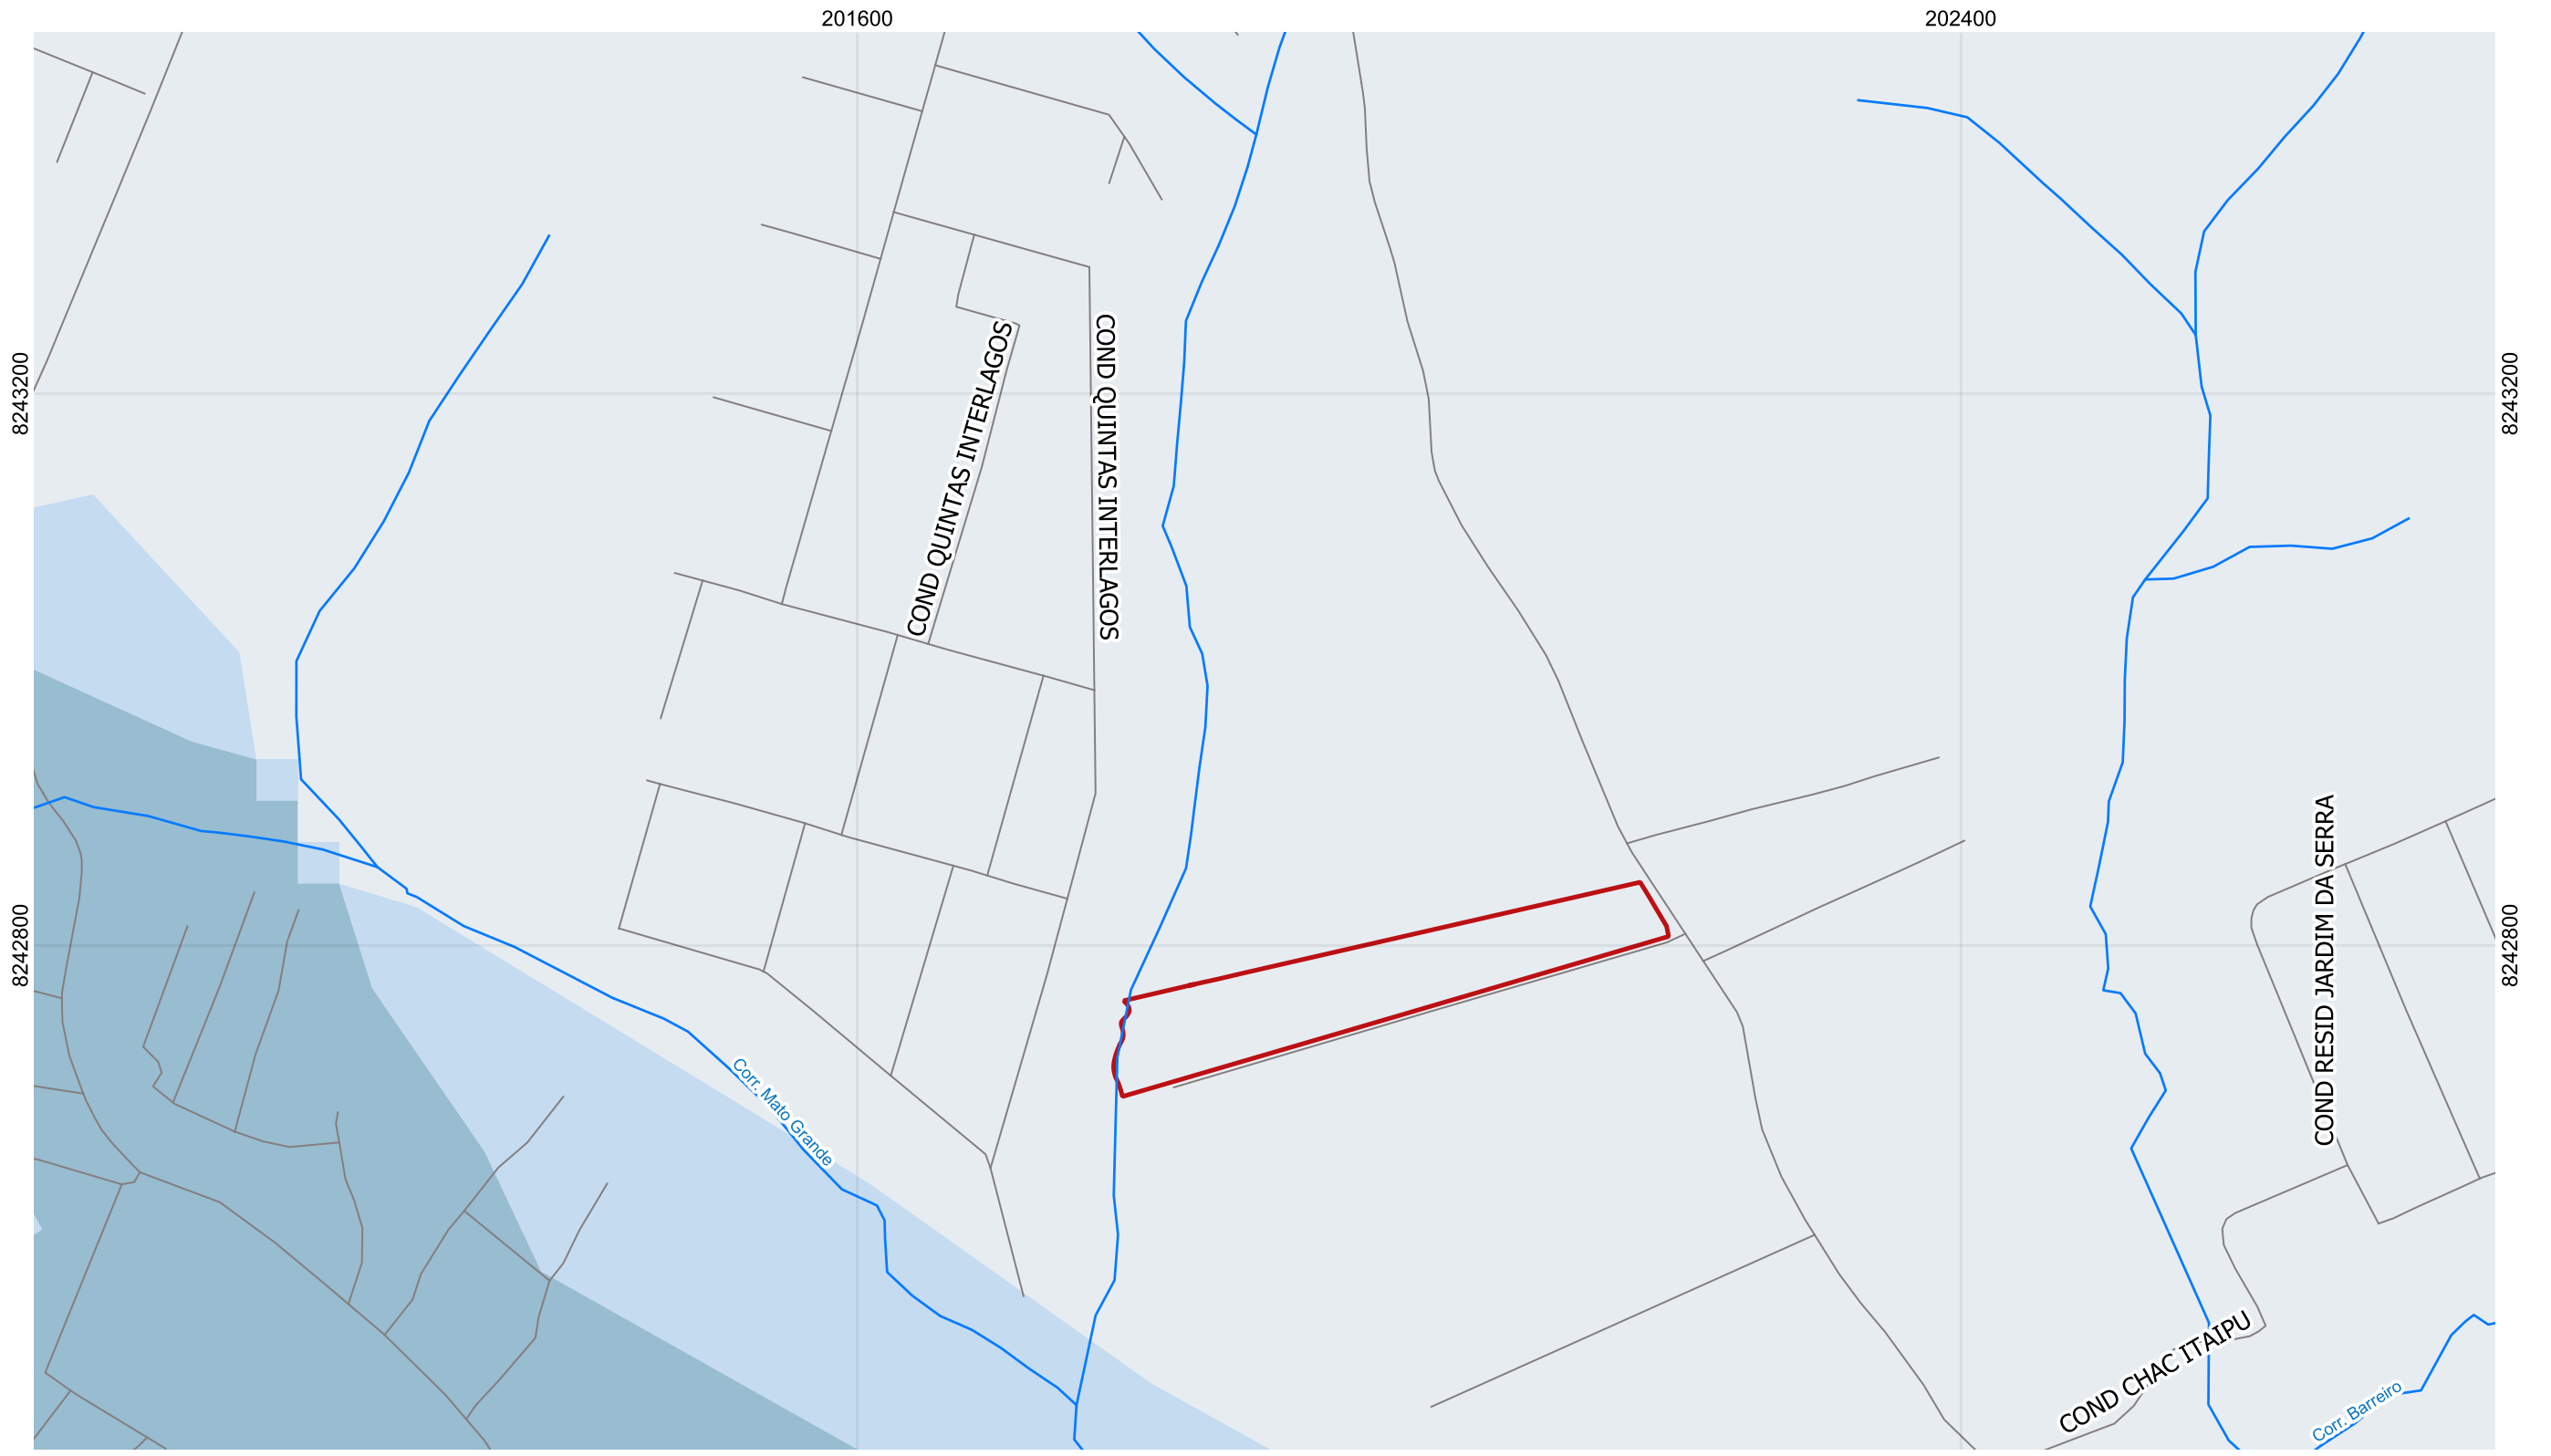 201600
202400
8243200
8243200
COND QUINTAS INTERLAGOS
COND QUINTAS INTERLAGOS
8242800
8242800
COND RESID JARDIM DA SERRA
Corr. Mato Grande
COND CHAC ITAIPU
Corr. Barreiro